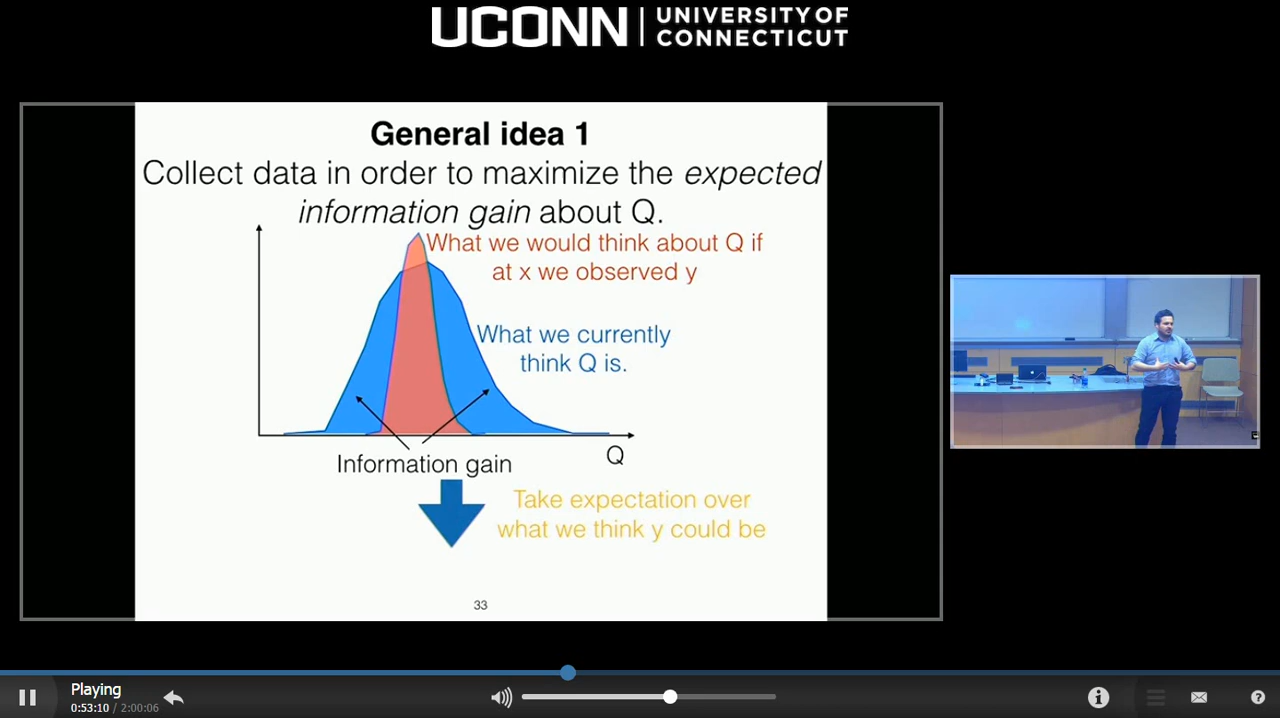 UCONN
UNIVERSITY OF
CONNECTICUT
General idea 1
Collect data in order to maximize the expected
information gain about Q.
What we would think about Q if
at x we observed y
What we currently
think Q is.
Information gain
Q
Take expectation over
what we think y could be
33
Playing
0:53:10 / 2:00:06